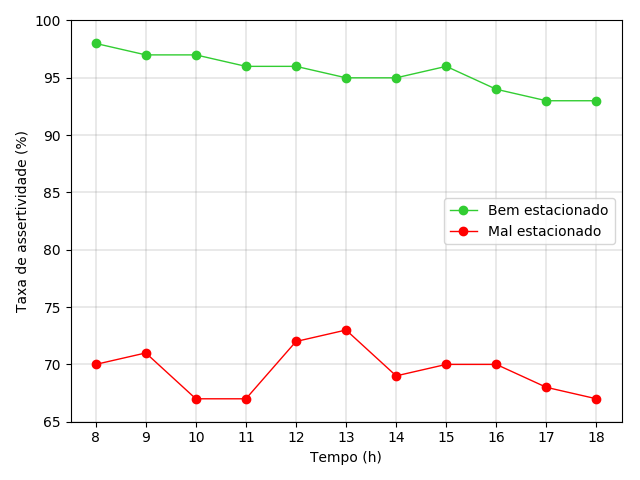 100
95
90
85
80
75
70
65
Taxa de assertividade (%)
Bem estacionado
Mal estacionado
8 9 10 11 12 13 14 15 16 17 18
Tempo (h)